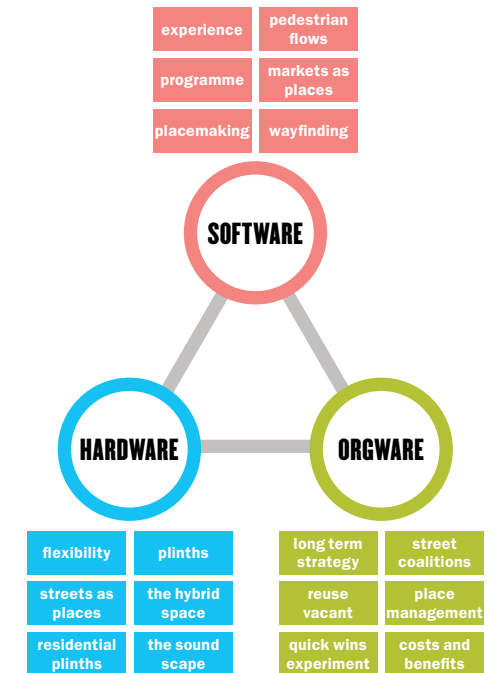 experience
pedestrian
flows
programme
markets as
places
placemaking
wayfinding
SOFTWARE
HARDWARE
ORGWARE
flexibility
plinths
streets as
places
the hybrid
space
residential
plinths
the sound
scape
long term
strategy
street
coalitions
reuse
vacant
place
management
quick wins
experiment
costs and
benefits